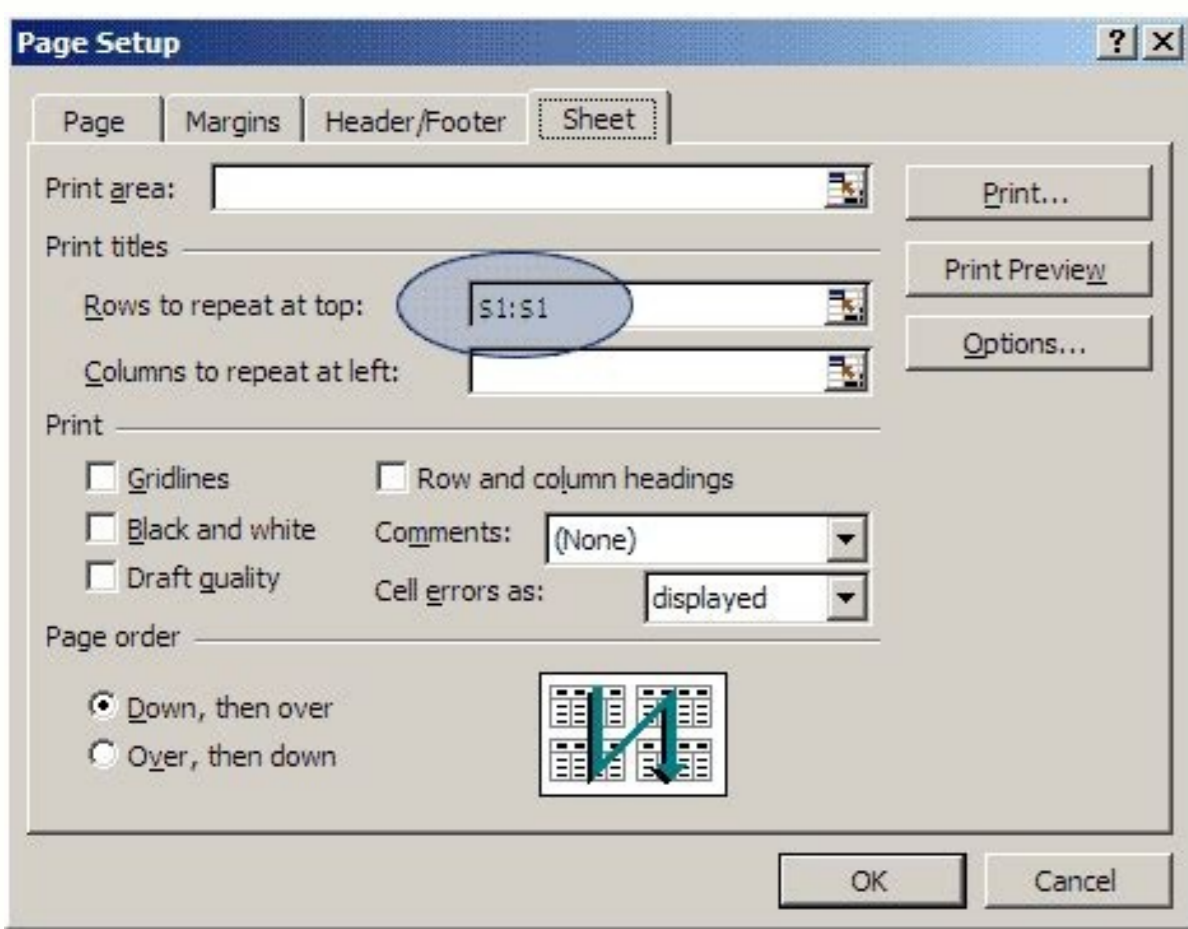 Page Setup
Page Margins Header/Footer Sheet
Print area:
Print...
Print titles
Print Preview
Rows to repeat at top: $1:$1
Options...
Columns to repeat at left:
Print
Gridlines Row and column headings
Black and white Comments: (None)
Draft quality Cell errors as: displayed
Page order
Down, then over
Over, then down
OK Cancel